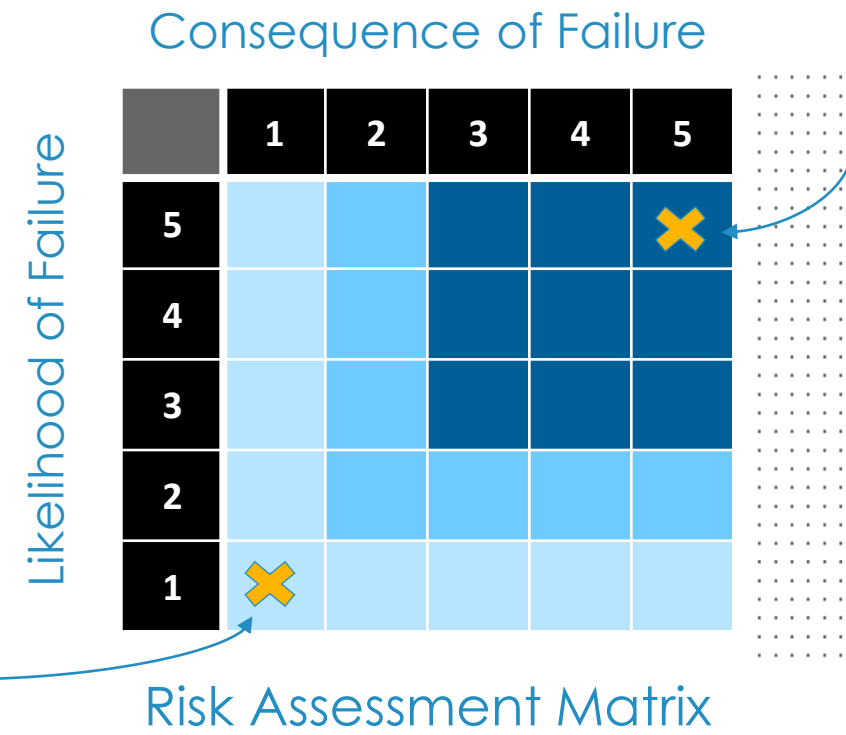 Consequence of Failure
1 2 3 4 5
Likelihood of Failure
5
4
3
2
1
Risk Assessment Matrix